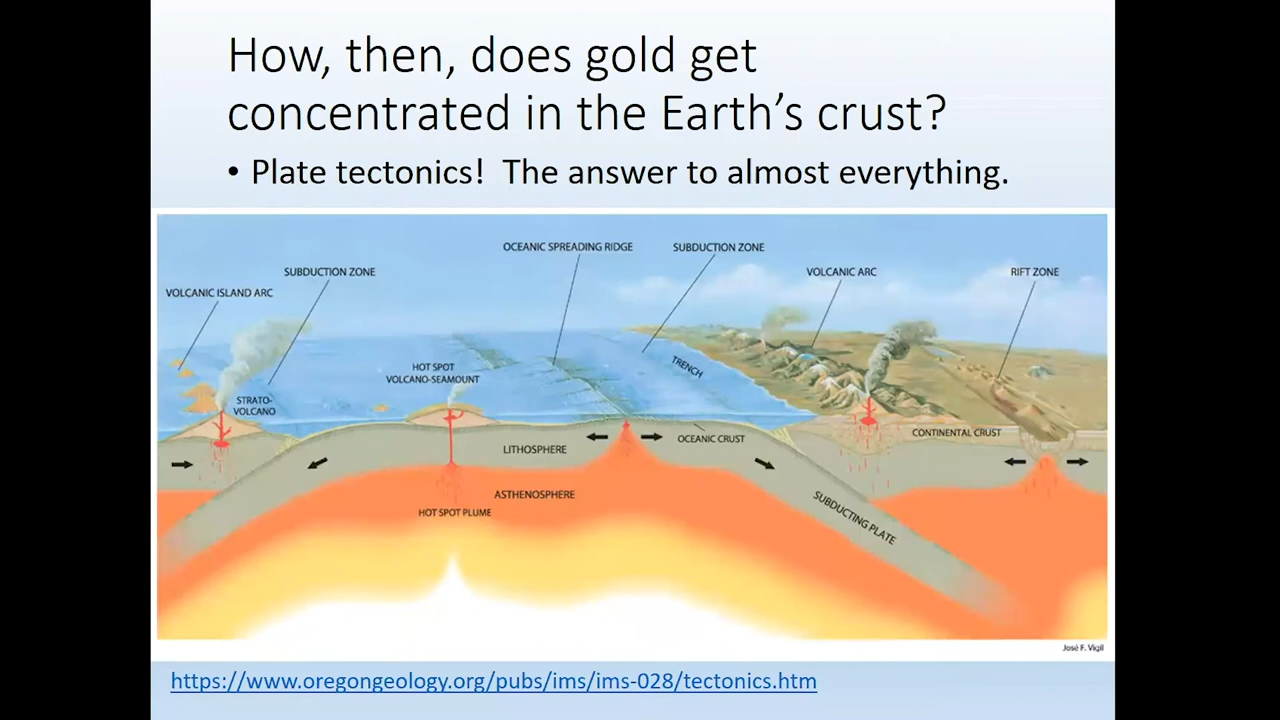 How, then, does gold get
concentrated in the Earth's crust?
• Plate tectonics!  The answer to almost everything.
OCEANIC SPREADING RIDGE
SUBDUCTION ZONE
SUBDUCTION ZONE
VOLCANIC ARC
RIFT ZONE
VOLCANIC ISLAND ARC
TRENCH
HOT SPOT
VOLCANO-SEAMOUNT
STRATO-
VOLCANO
CONTINENTAL CRUST
OCEANIC CRUST
LITHOSPHERE
ASTHENOSPHERE
HOT SPOT PLUME
SUBDUCTING PLATE
José F. Vigil
https://www.oregongeology.org/pubs/ims/ims-028/tectonics.htm